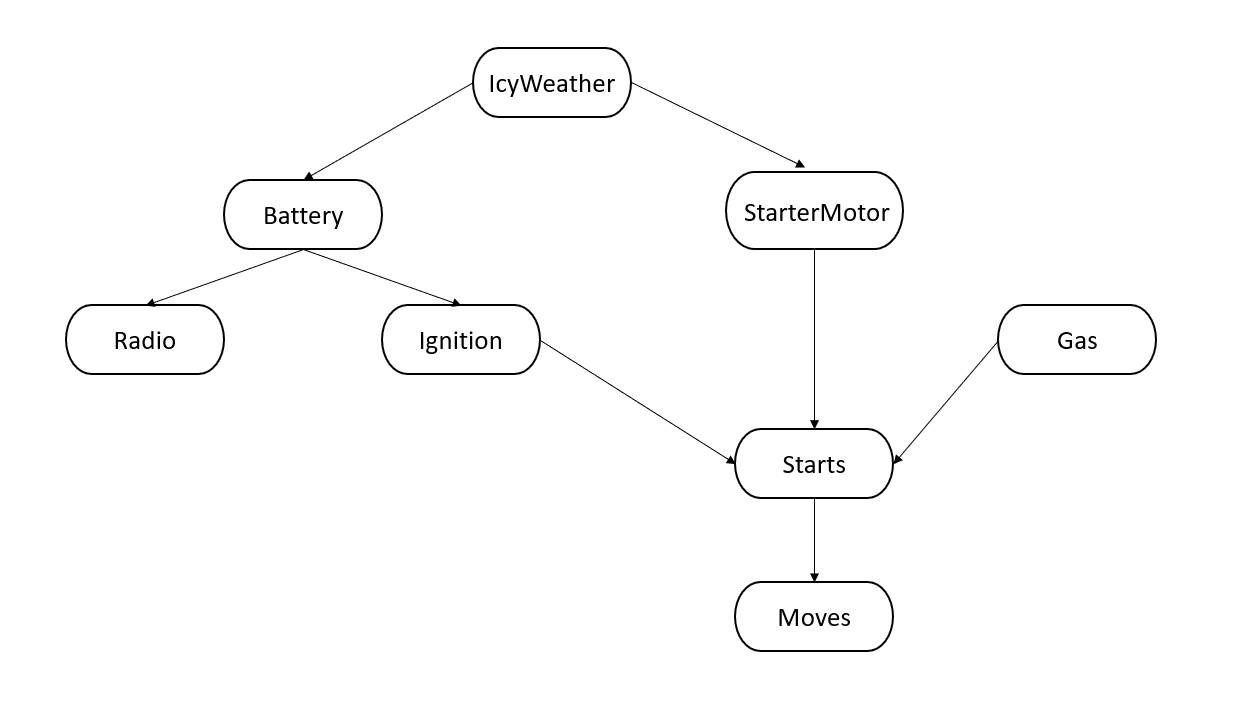 IcyWeather
Battery
StarterMotor
Radio
Ignition
Gas
Starts
Moves